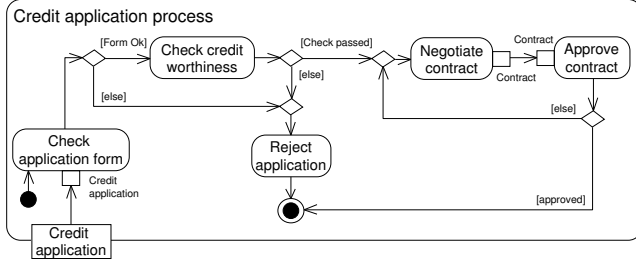 Credit application process
[Form Ok]
Check credit
worthiness
[Check passed]
Negotiate
contract
Contract
Contract
Approve
contract
[else]
[else]
[else]
Check
application form
Credit
application
Reject
application
[approved]
Credit
application